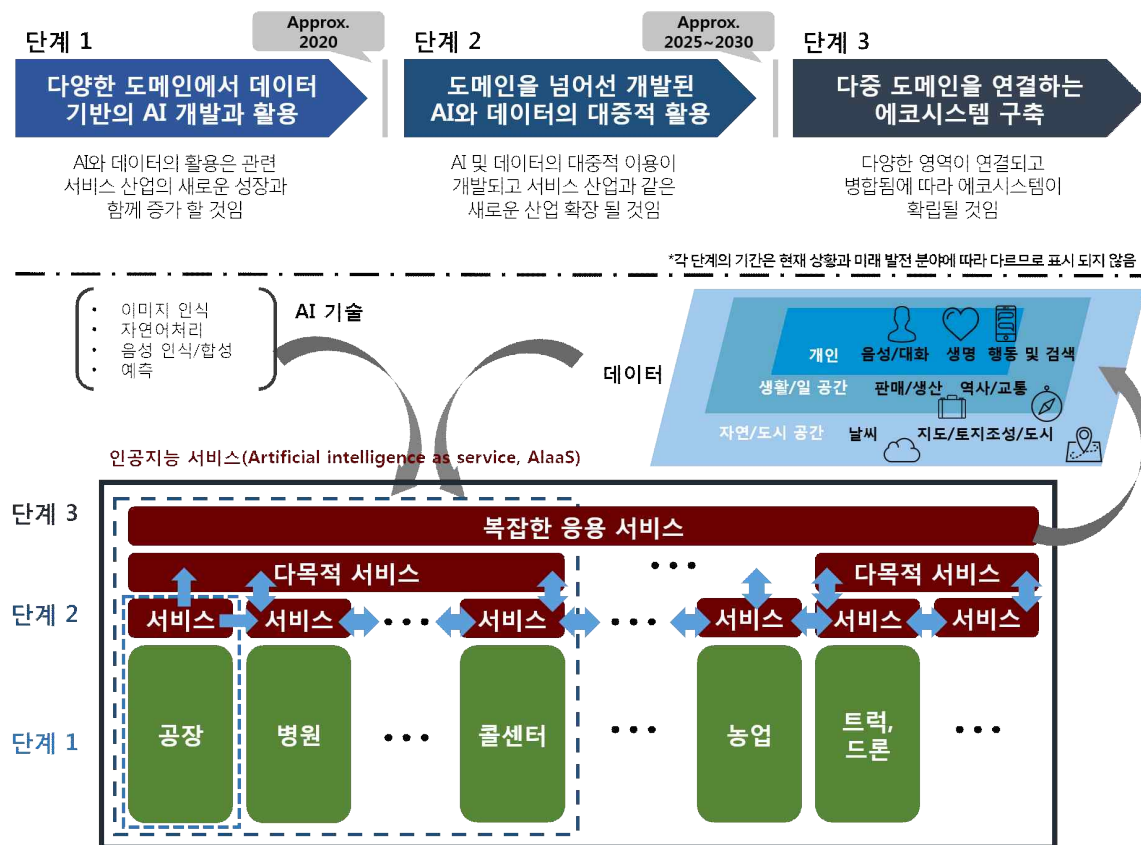 단계 1
Approx.
2020
단계 2
Approx.
2025~2030
단계 3
다양한 도메인에서 데이터
기반의 AI 개발과 활용
도메인을 넘어선 개발된
AI와 데이터의 대중적 활용
다중 도메인을 연결하는
에코시스템 구축
AI와 데이터의 활용은 관련
서비스 산업의 새로운 성장과
함께 증가 할 것임
AI 및 데이터의 대중적 이용이
개발되고 서비스 산업과 같은
새로운 산업 확장 될 것임
다양한 영역이 연결되고
병합됨에 따라 에코시스템이
확립될 것임
*각 단계의 기간은 현재 상황과 미래 발전 분야에 따라 다르므로 표시 되지 않음
• 이미지 인식
• 자연어처리
• 음성 인식/합성
• 예측
AI 기술
데이터
개인 음성/대화 생명 행동 및 검색
생활/일 공간 판매/생산 역사/교통
자연/도시 공간 날씨 지도/토지조성/도시
인공지능 서비스(Artificial intelligence as service, AIaaS)
단계 3
복잡한 응용 서비스
다목적 서비스 ••• 다목적 서비스
단계 2
서비스 서비스 ••• 서비스 ••• 서비스 서비스 서비스
단계 1
공장 병원 ••• 콜센터 ••• 농업 트럭, •••
드론